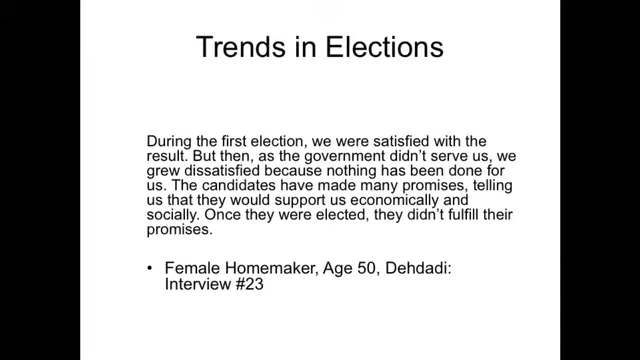 Trends in Elections
During the first election, we were satisfied with the
result. But then, as the government didn't serve us, we
grew dissatisfied because nothing has been done for
us. The candidates have made many promises, telling
us that they would support us economically and
socially. Once they were elected, they didn't fulfill their
promises.
• Female Homemaker, Age 50, Dehdadi:
Interview #23